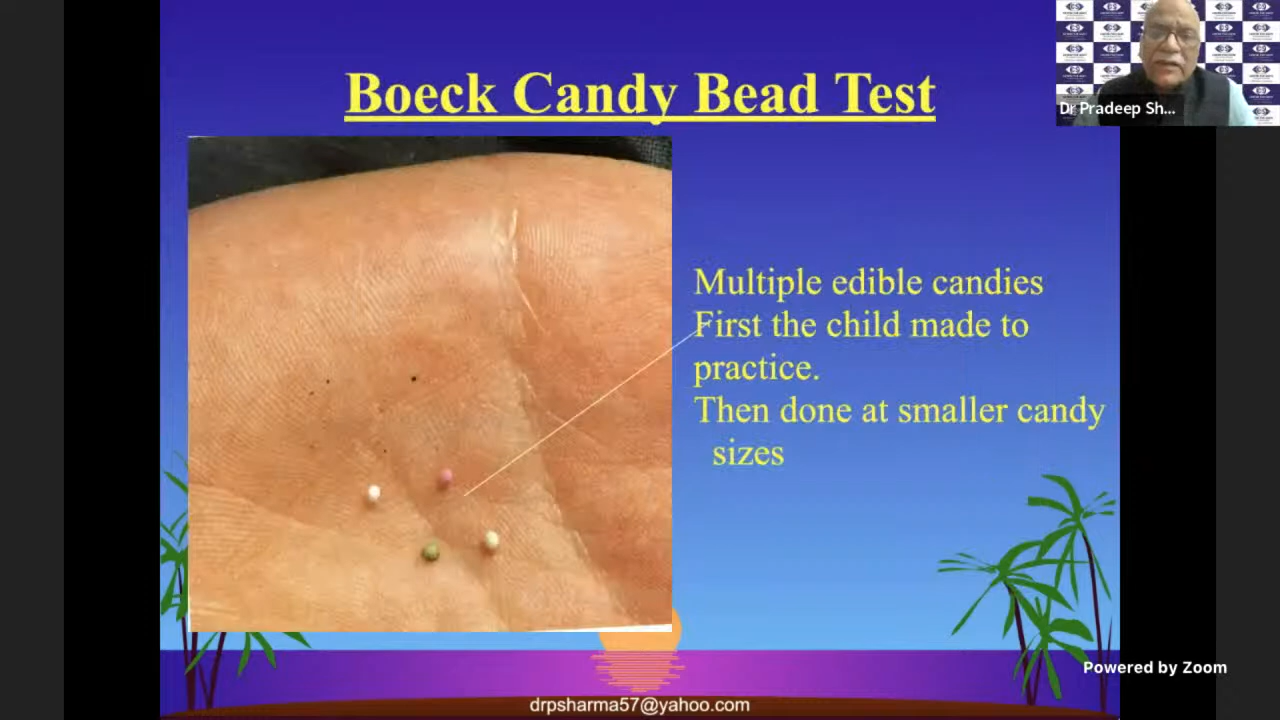 Boeck Candy Bead Test
Dr Pradeep Sh...
Multiple edible candies
First the child made to
practice.
Then done at smaller candy
sizes
Powered by Zoom
drpsharma57@yahoo.com